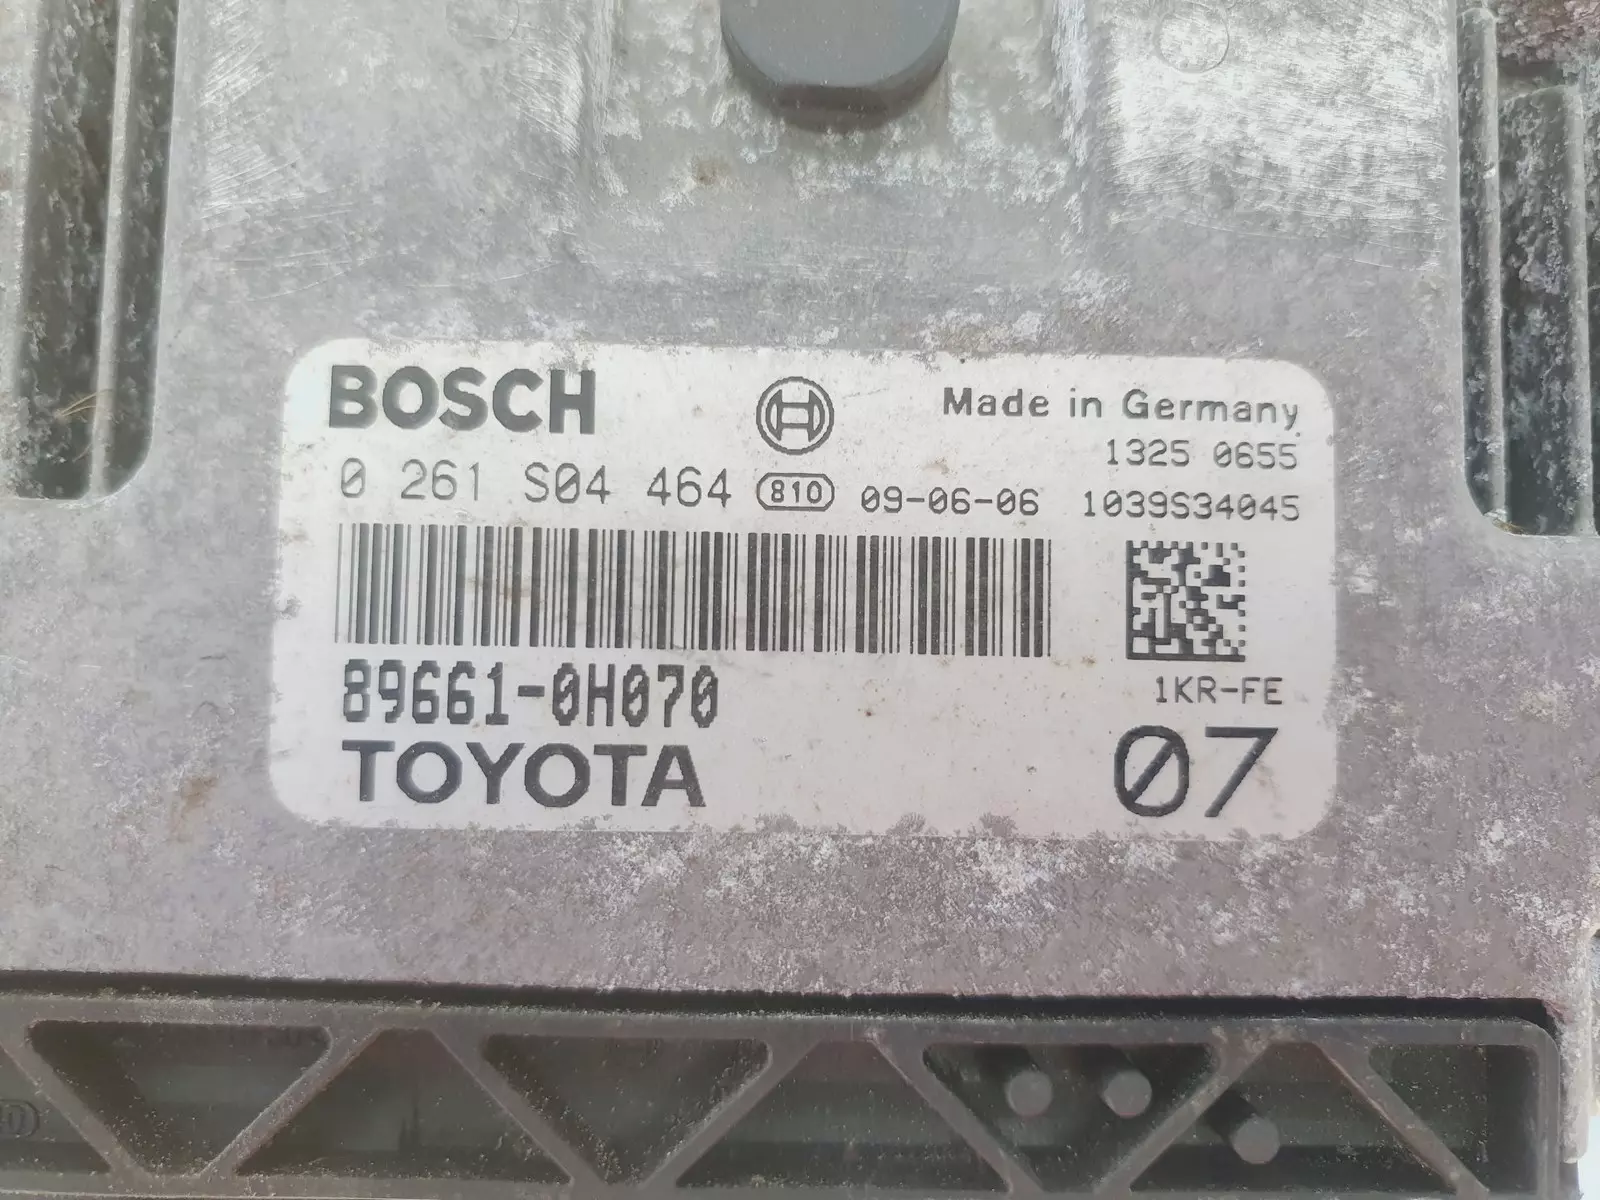 BOSCH
Made in Germany
1325 0655
0 261 S04 464 810 09-06-06 1039S34045
89661-0H070
1KR-FE
TOYOTA
07